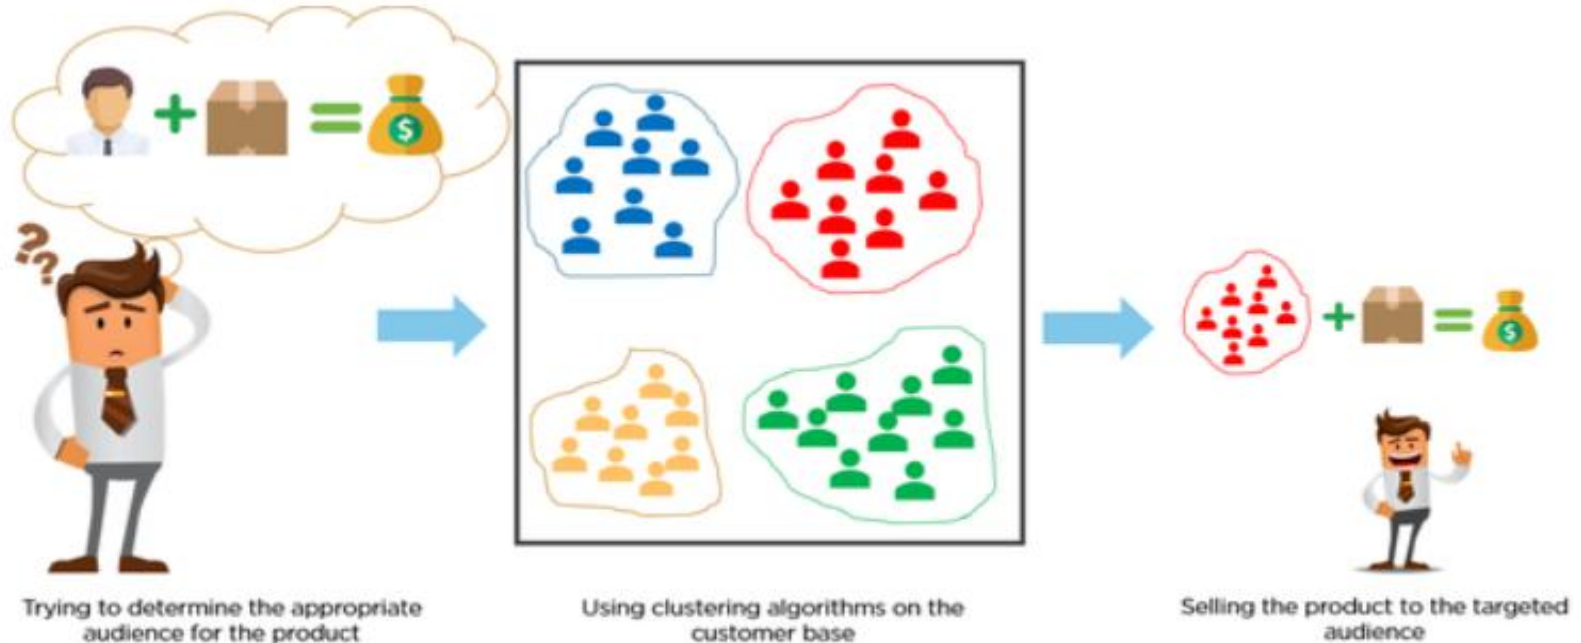 ??
$
$
Trying to determine the appropriate
audience for the product
Using clustering algorithms on the
customer base
Selling the product to the targeted
audience